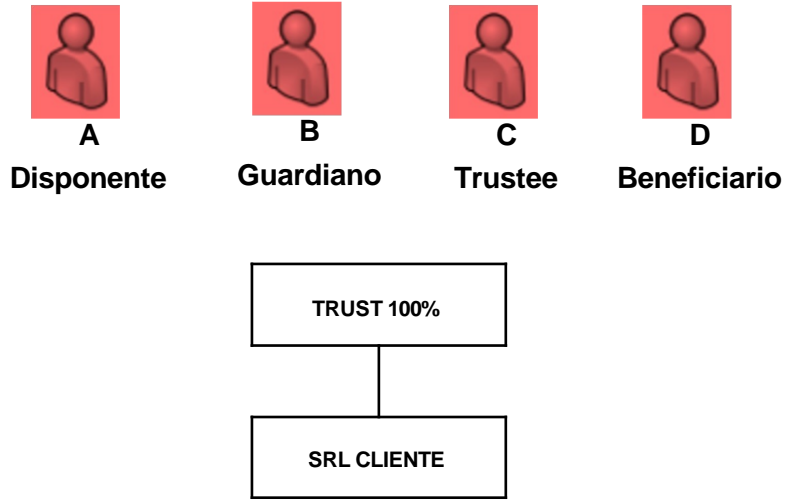 A
B
C
D
Disponente
Guardiano
Trustee
Beneficiario
TRUST 100%
SRL CLIENTE